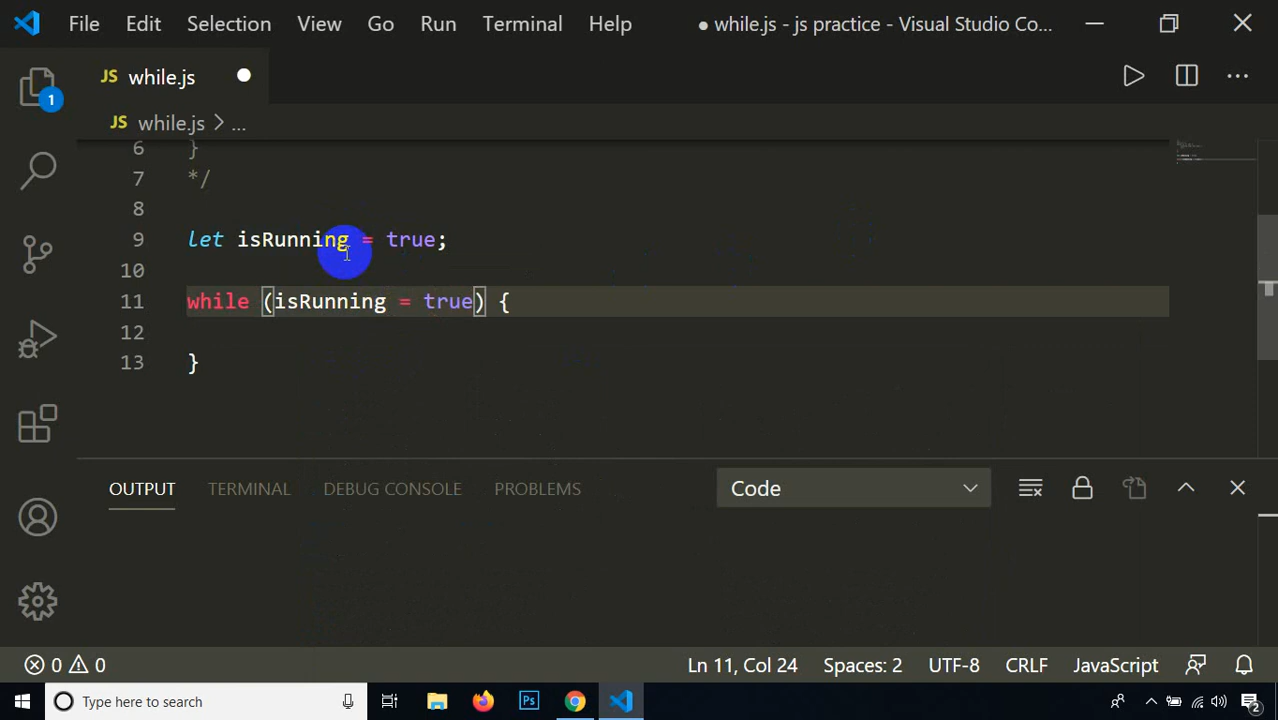 File Edit Selection View Go Run Terminal Help ● while.js - js practice - Visual Studio Co...
JS while.js
1
JS while.js > ...
6 }
7 */
8
9 let isRunning = true;
10
11 while (isRunning = true) {
12
13 }
OUTPUT TERMINAL DEBUG CONSOLE PROBLEMS Code
0 0 Ln 11, Col 24 Spaces: 2 UTF-8 CRLF JavaScript
Type here to search Ps 2